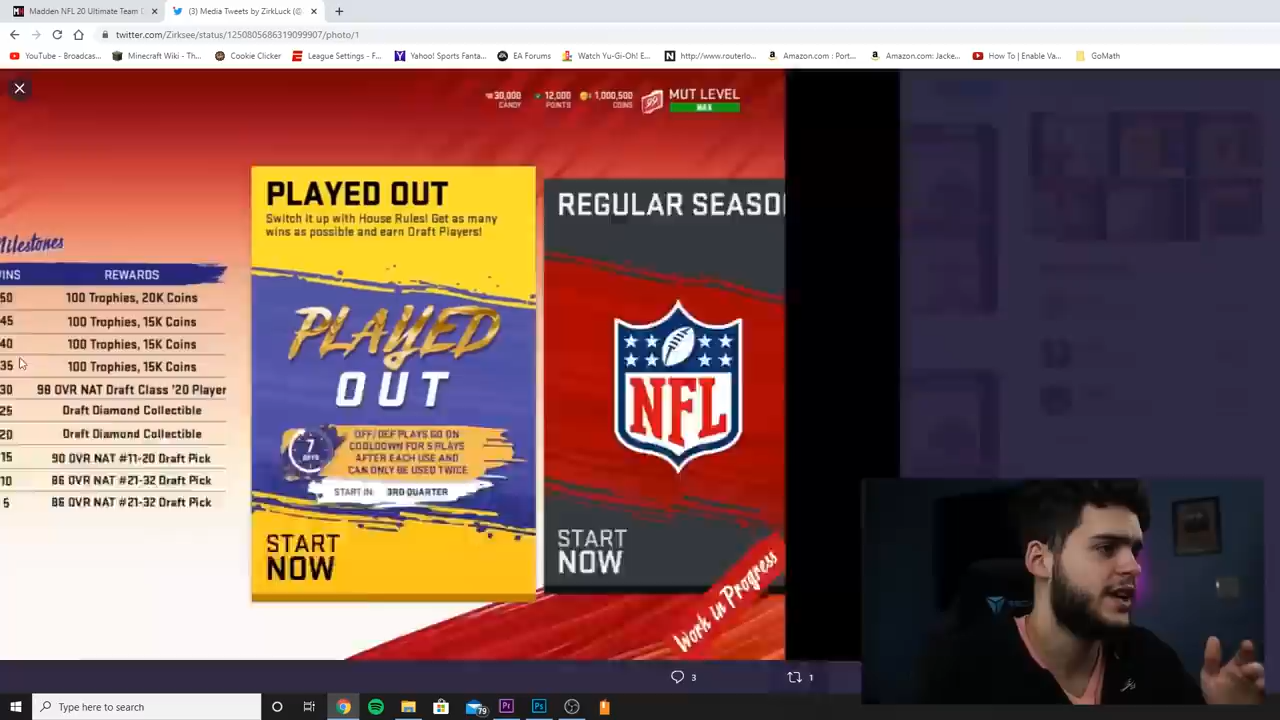 Madden NFL 20 Ultimate Team
(3) Media Tweets by ZirkLuck (@
twitter.com/Zirksee/status/1250805686319099907/photo/1
YouTube - Broadcas...
Minecraft Wiki - Th...
Cookie Clicker
League Settings - F...
Yahoo! Sports Fanta...
EA Forums
Watch Yu-Gi-Oh! E...
http://www.routerlo...
Amazon.com : Port...
Amazon.com: Jacke...
How To | Enable Va...
GoMath
30,000 CANDY
12,000 POINTS
1,000,500 COINS
99
MUT LEVEL
MAX
Milestones
WINS REWARDS
50 100 Trophies, 20K Coins
45 100 Trophies, 15K Coins
40 100 Trophies, 15K Coins
35 100 Trophies, 15K Coins
30 98 OVR NAT Draft Class '20 Player
25 Draft Diamond Collectible
20 Draft Diamond Collectible
15 90 OVR NAT #11-20 Draft Pick
10 86 OVR NAT #21-32 Draft Pick
5 86 OVR NAT #21-32 Draft Pick
PLAYED OUT
Switch it up with House Rules! Get as many
wins as possible and earn Draft Players!
PLAYED
OUT
7
DAYS
OFF/DEF PLAYS GO ON
COOLDOWN FOR 5 PLAYS
AFTER EACH USE AND
CAN ONLY BE USED TWICE
START IN: 3RD QUARTER
START
NOW
REGULAR SEASO
NFL
START
NOW
Work in Progress
3
1
Type here to search
79